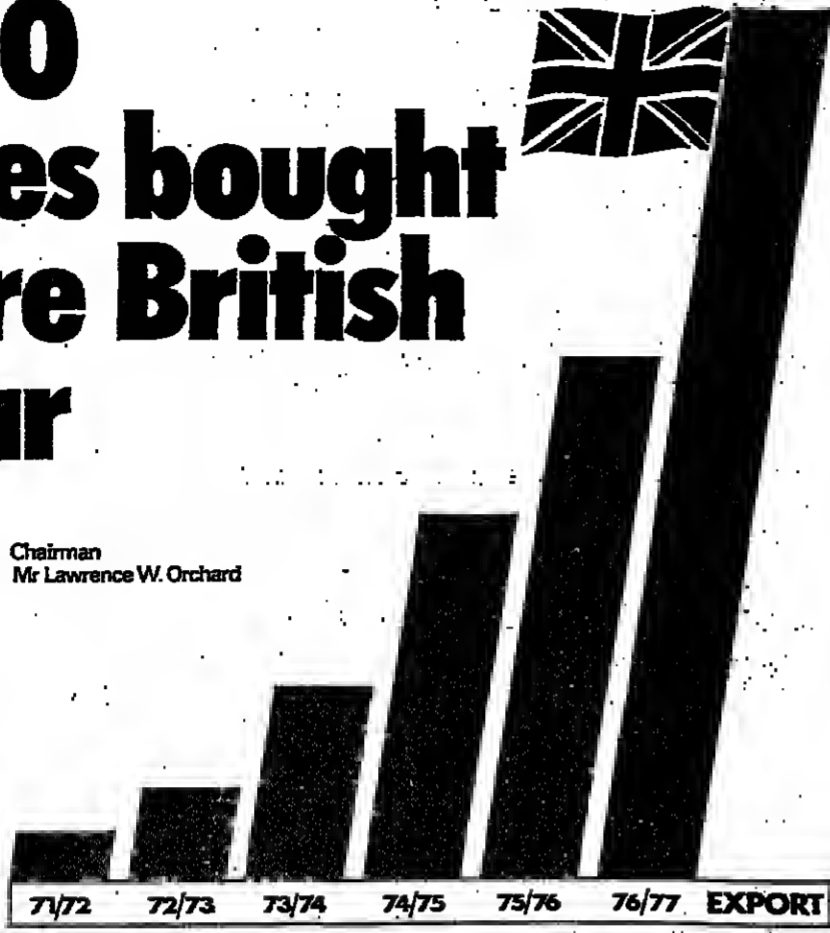 0
es bought
re British
ar
Chairman
Mr Lawrence W. Orchard
71/72 72/73 73/74 74/75 75/76 76/77 EXPORT